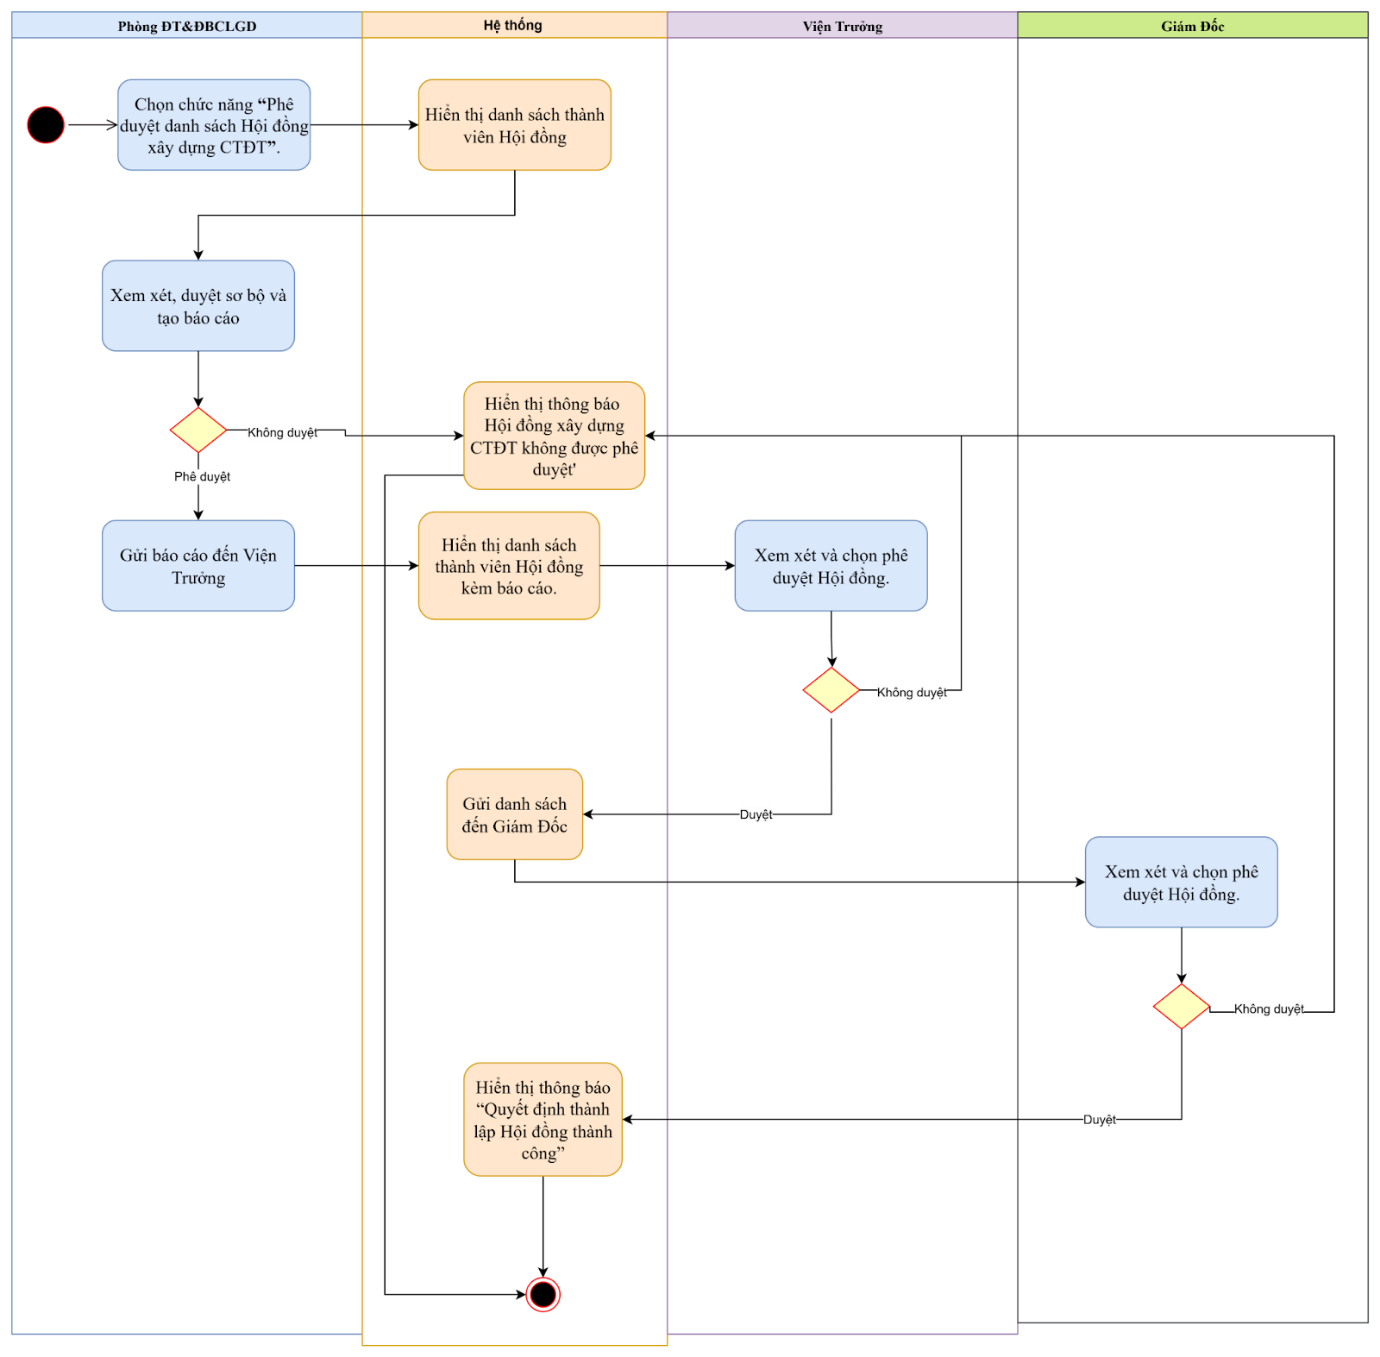 Phòng ĐT&ĐBCLGD
Hệ thống
Viện Trưởng
Giám Đốc
Chọn chức năng “Phê
duyệt danh sách Hội đồng
xây dựng CTĐT”.
Hiển thị danh sách thành
viên Hội đồng
Xem xét, duyệt sơ bộ và
tạo báo cáo
Không duyệt
Hiển thị thông báo
Hội đồng xây dựng
CTĐT không được phê
duyệt'
Phê duyệt
Gửi báo cáo đến Viện
Trưởng
Hiển thị danh sách
thành viên Hội đồng
kèm báo cáo.
Xem xét và chọn phê
duyệt Hội đồng.
Không duyệt
Gửi danh sách
đến Giám Đốc
Duyệt
Xem xét và chọn phê
duyệt Hội đồng.
Không duyệt
Hiển thị thông báo
“Quyết định thành
lập Hội đồng thành
công”
Duyệt